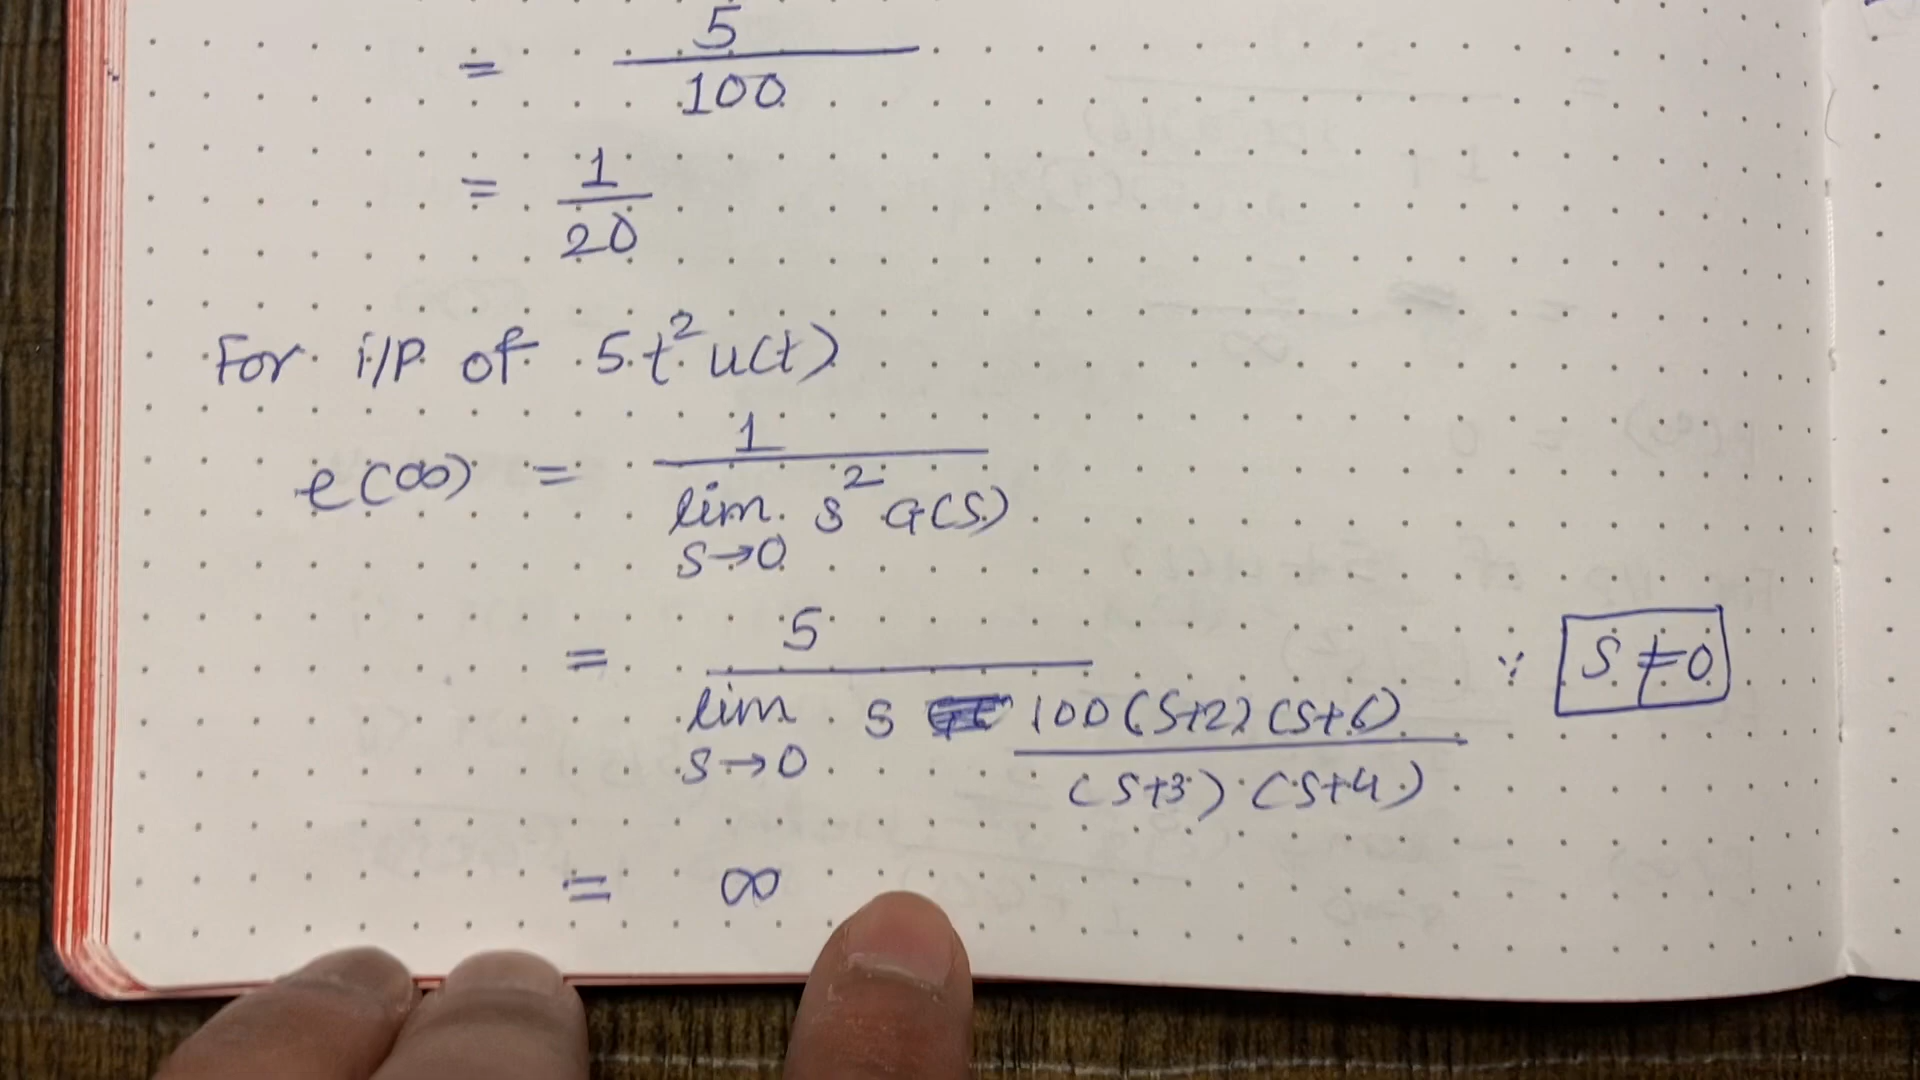 = 5/100
= 1/20
For i/p of 5t²u(t)
e(∞) = 1/(lim s→0 s² G(s))
= 5/(lim s→0 s 100(s+2)(s+6)/((s+3)(s+4))) ∵ s≠0
= ∞